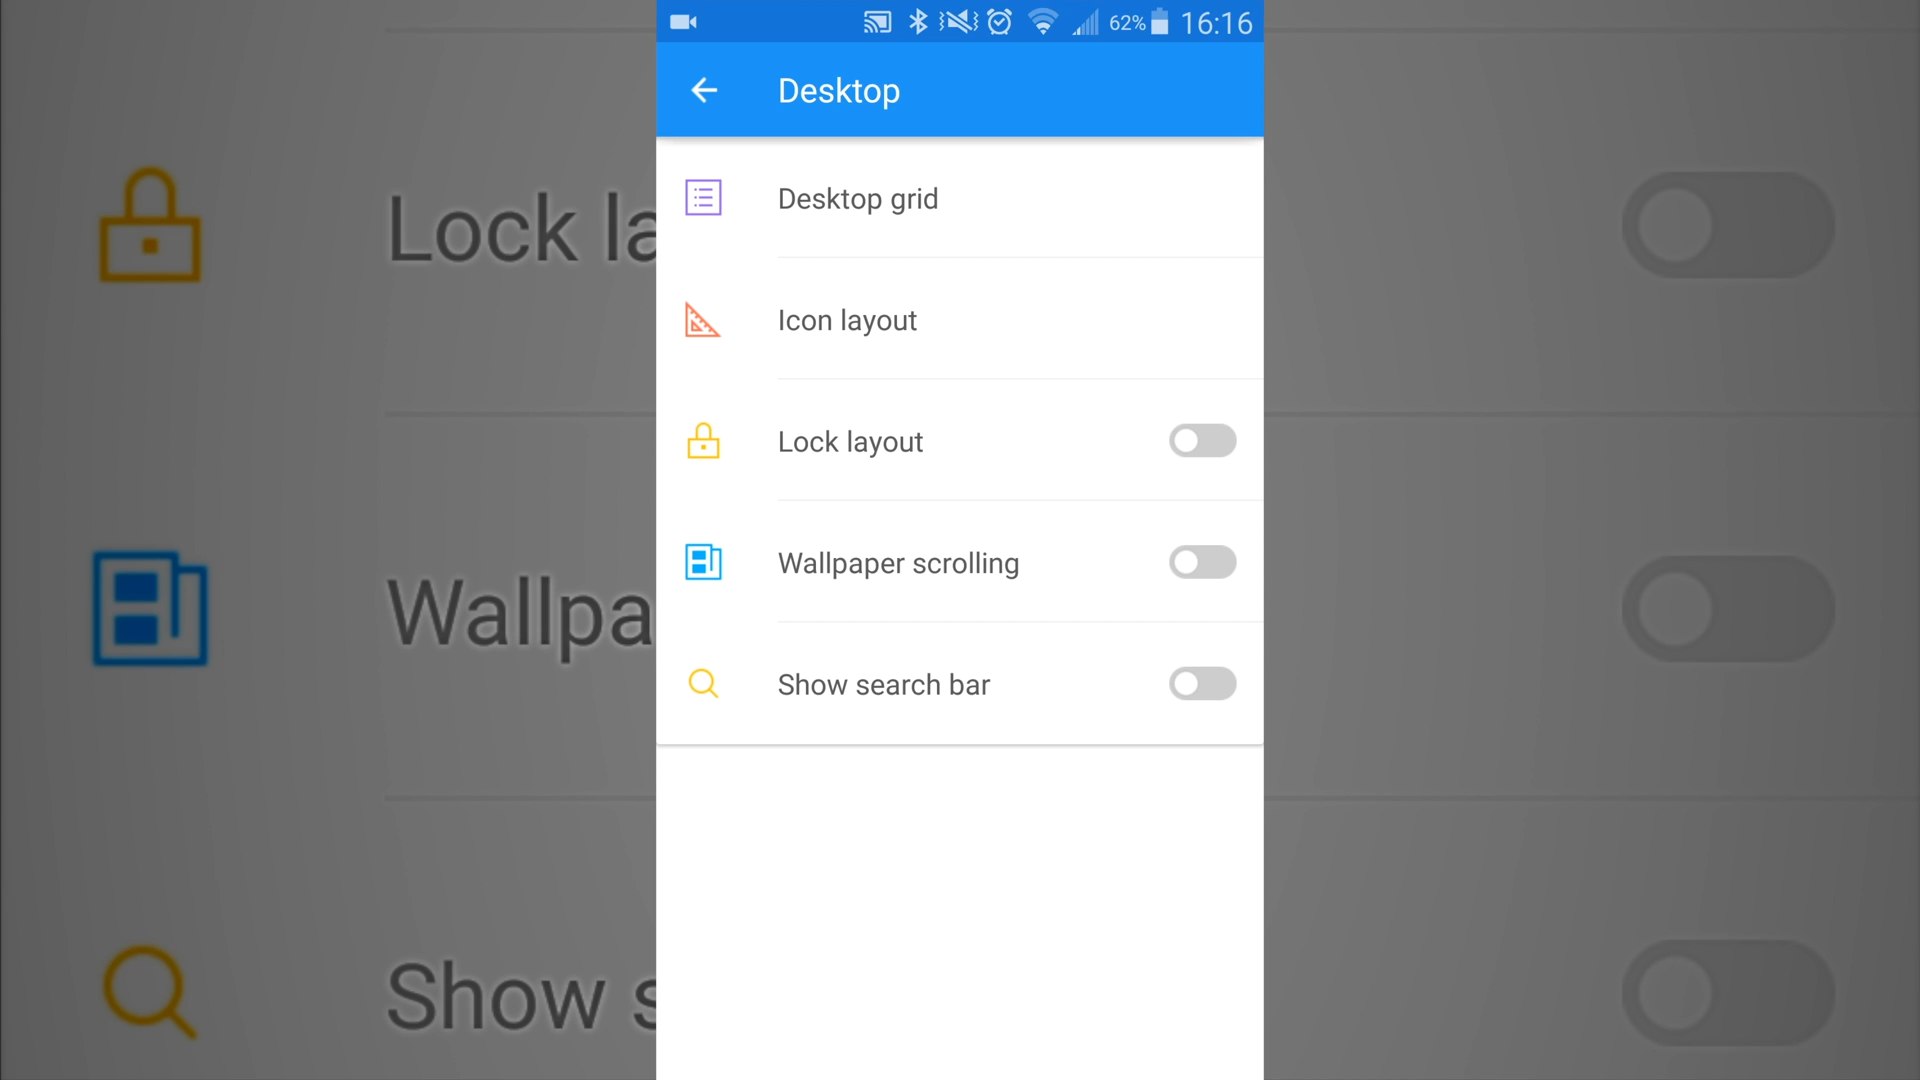 62% 16:16
Desktop
Desktop grid
Icon layout
Lock layout
Wallpaper scrolling
Show search bar
Lock la
Wallpa
Show s